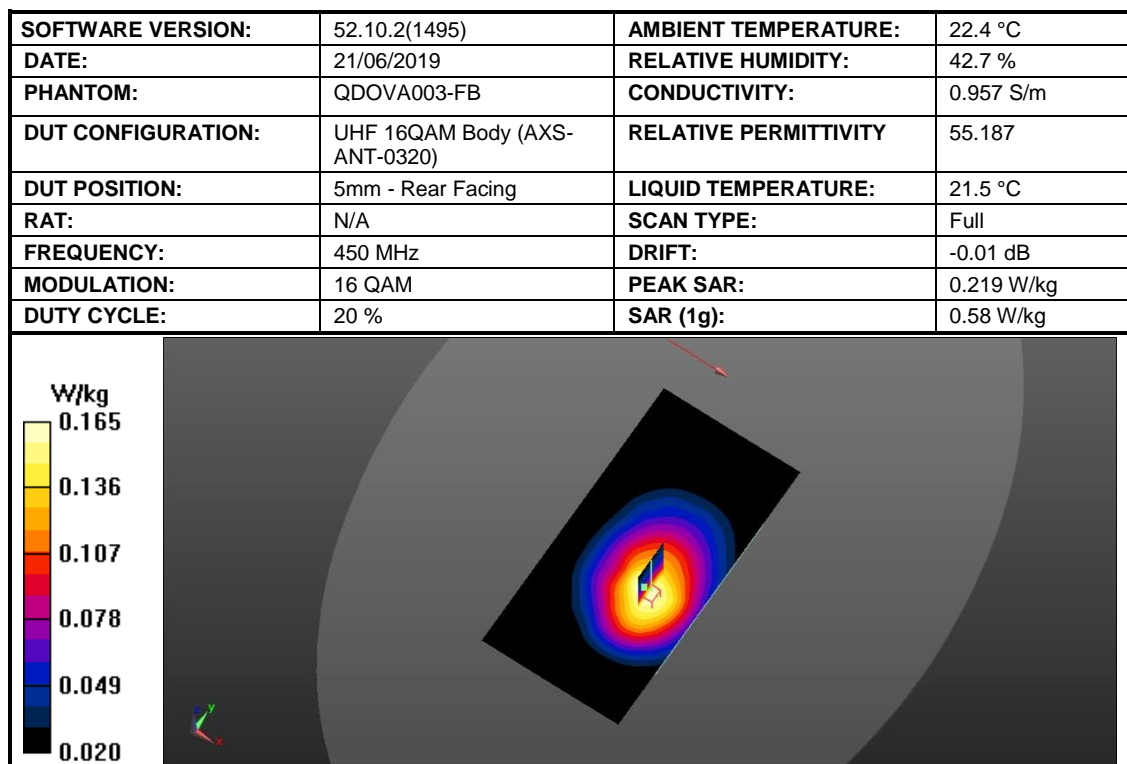 SOFTWARE VERSION: 52.10.2(1495) AMBIENT TEMPERATURE: 22.4 °C
DATE: 21/06/2019 RELATIVE HUMIDITY: 42.7 %
PHANTOM: QDOVA003-FB CONDUCTIVITY: 0.957 S/m
DUT CONFIGURATION: UHF 16QAM Body (AXS- RELATIVE PERMITTIVITY 55.187
ANT-0320)
DUT POSITION: 5mm - Rear Facing LIQUID TEMPERATURE: 21.5 °C
RAT: N/A SCAN TYPE: Full
FREQUENCY: 450 MHz DRIFT: -0.01 dB
MODULATION: 16 QAM PEAK SAR: 0.219 W/kg
DUTY CYCLE: 20 % SAR (1g): 0.58 W/kg
W/kg
0.165
0.136
0.107
0.078
0.049
0.020
y
x